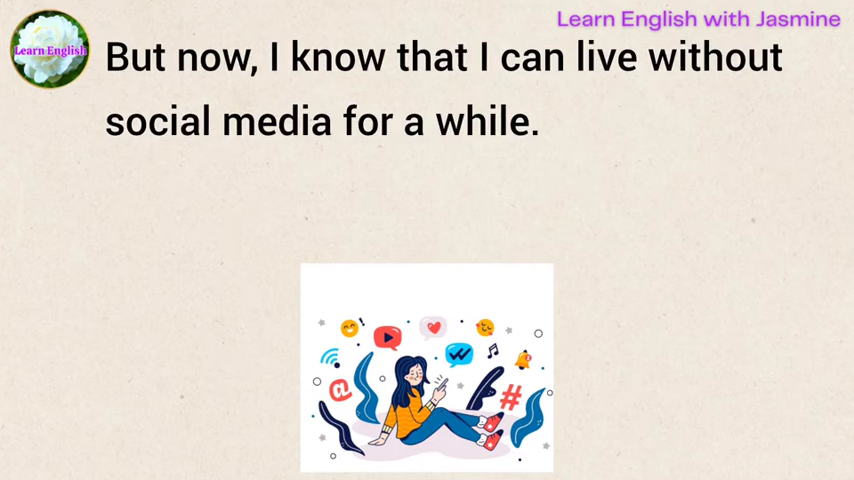 Learn English with Jasmine
Learn English
But now, I know that I can live without
social media for a while.
@
#